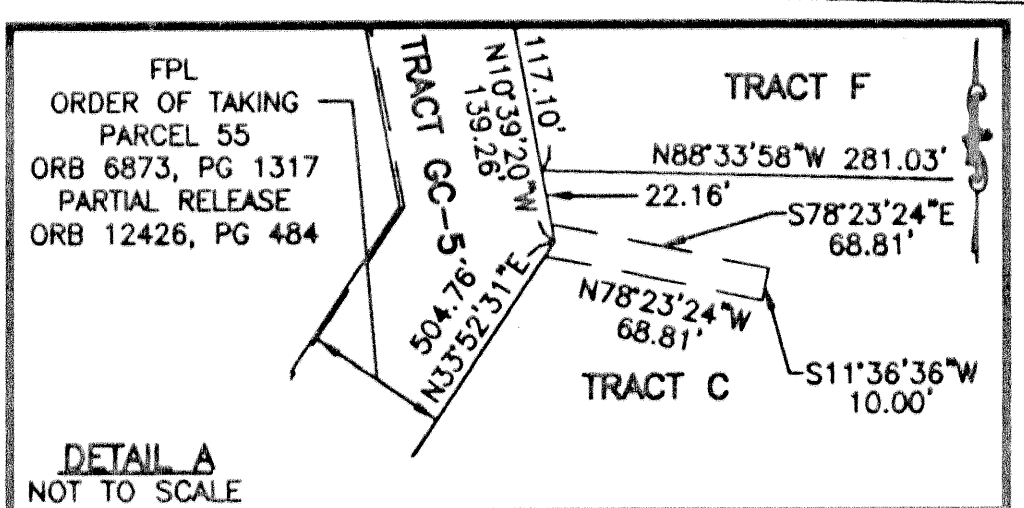 FPL
ORDER OF TAKING
PARCEL 55
ORB 6873, PG 1317
PARTIAL RELEASE
ORB 12426, PG 484
TRACT GC-5
117.10'
N10°39'20"W
139.26'
TRACT F
N88°33'58"W 281.03'
22.16'
S78°23'24"E
68.81'
504.76'
N33°52'31"E
N78°23'24"W
68.81'
S11°36'36"W
10.00'
TRACT C
DETAIL A
NOT TO SCALE